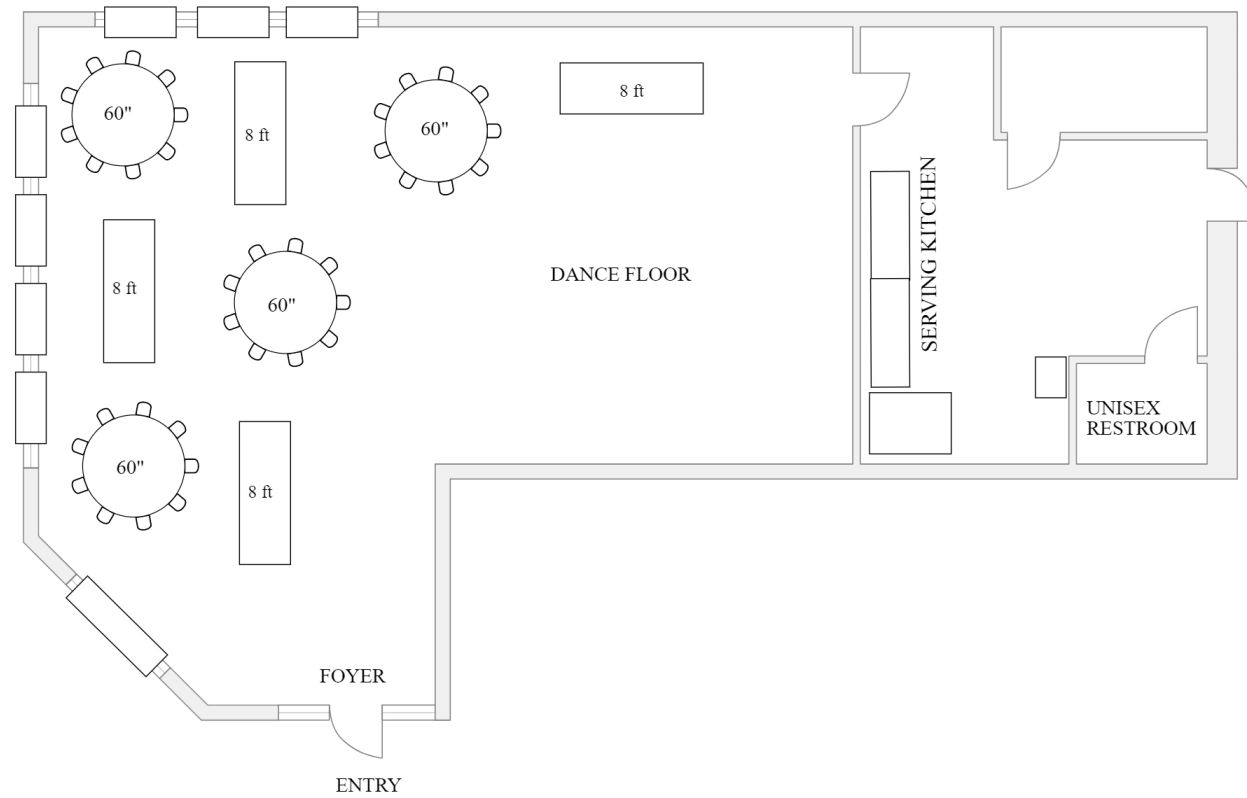 60"
8 ft
60"
8 ft
8 ft
60"
DANCE FLOOR
SERVING KITCHEN
60"
8 ft
UNISEX
RESTROOM
FOYER
ENTRY